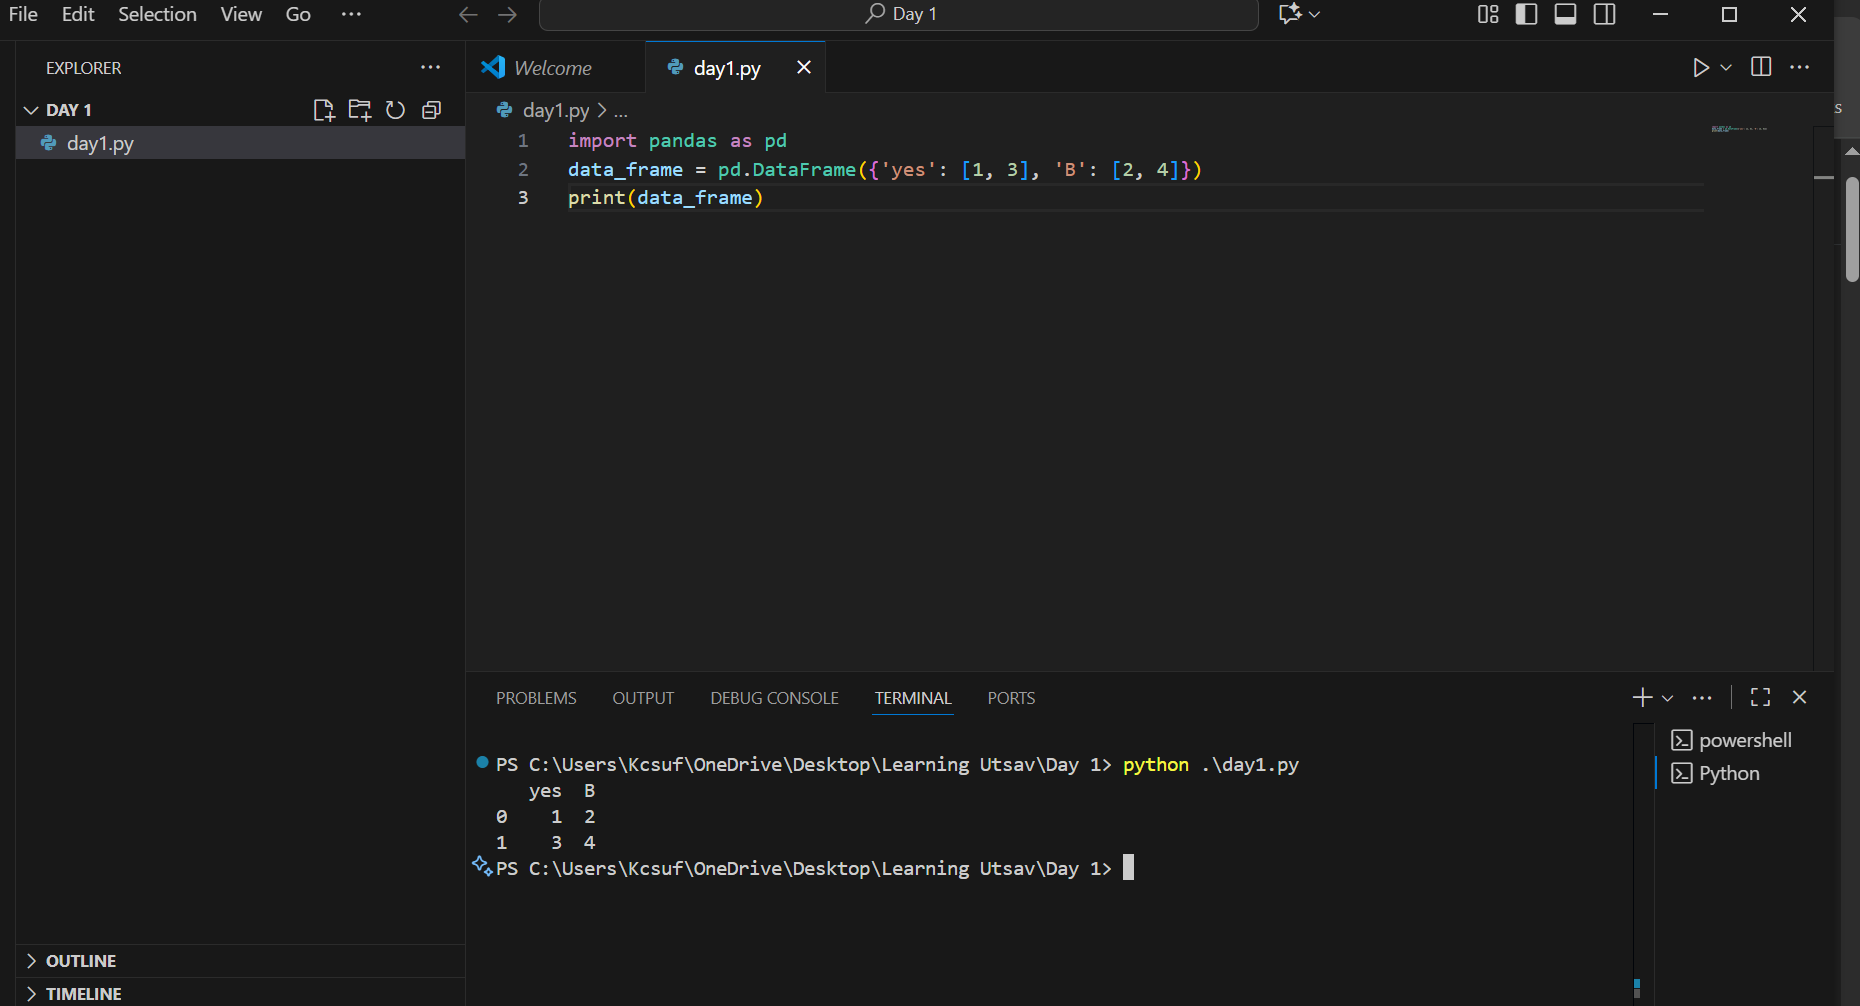 File Edit Selection View Go ...
Day 1
EXPLORER
DAY 1
day1.py
OUTLINE
TIMELINE
Welcome
day1.py
day1.py > ...
1 import pandas as pd
2 data_frame = pd.DataFrame({'yes': [1, 3], 'B': [2, 4]})
3 print(data_frame)
s
PROBLEMS OUTPUT DEBUG CONSOLE TERMINAL PORTS
PS C:\Users\Kcsuf\OneDrive\Desktop\Learning Utsav\Day 1> python .\day1.py
   yes  B
0    1  2
1    3  4
PS C:\Users\Kcsuf\OneDrive\Desktop\Learning Utsav\Day 1>
powershell
Python